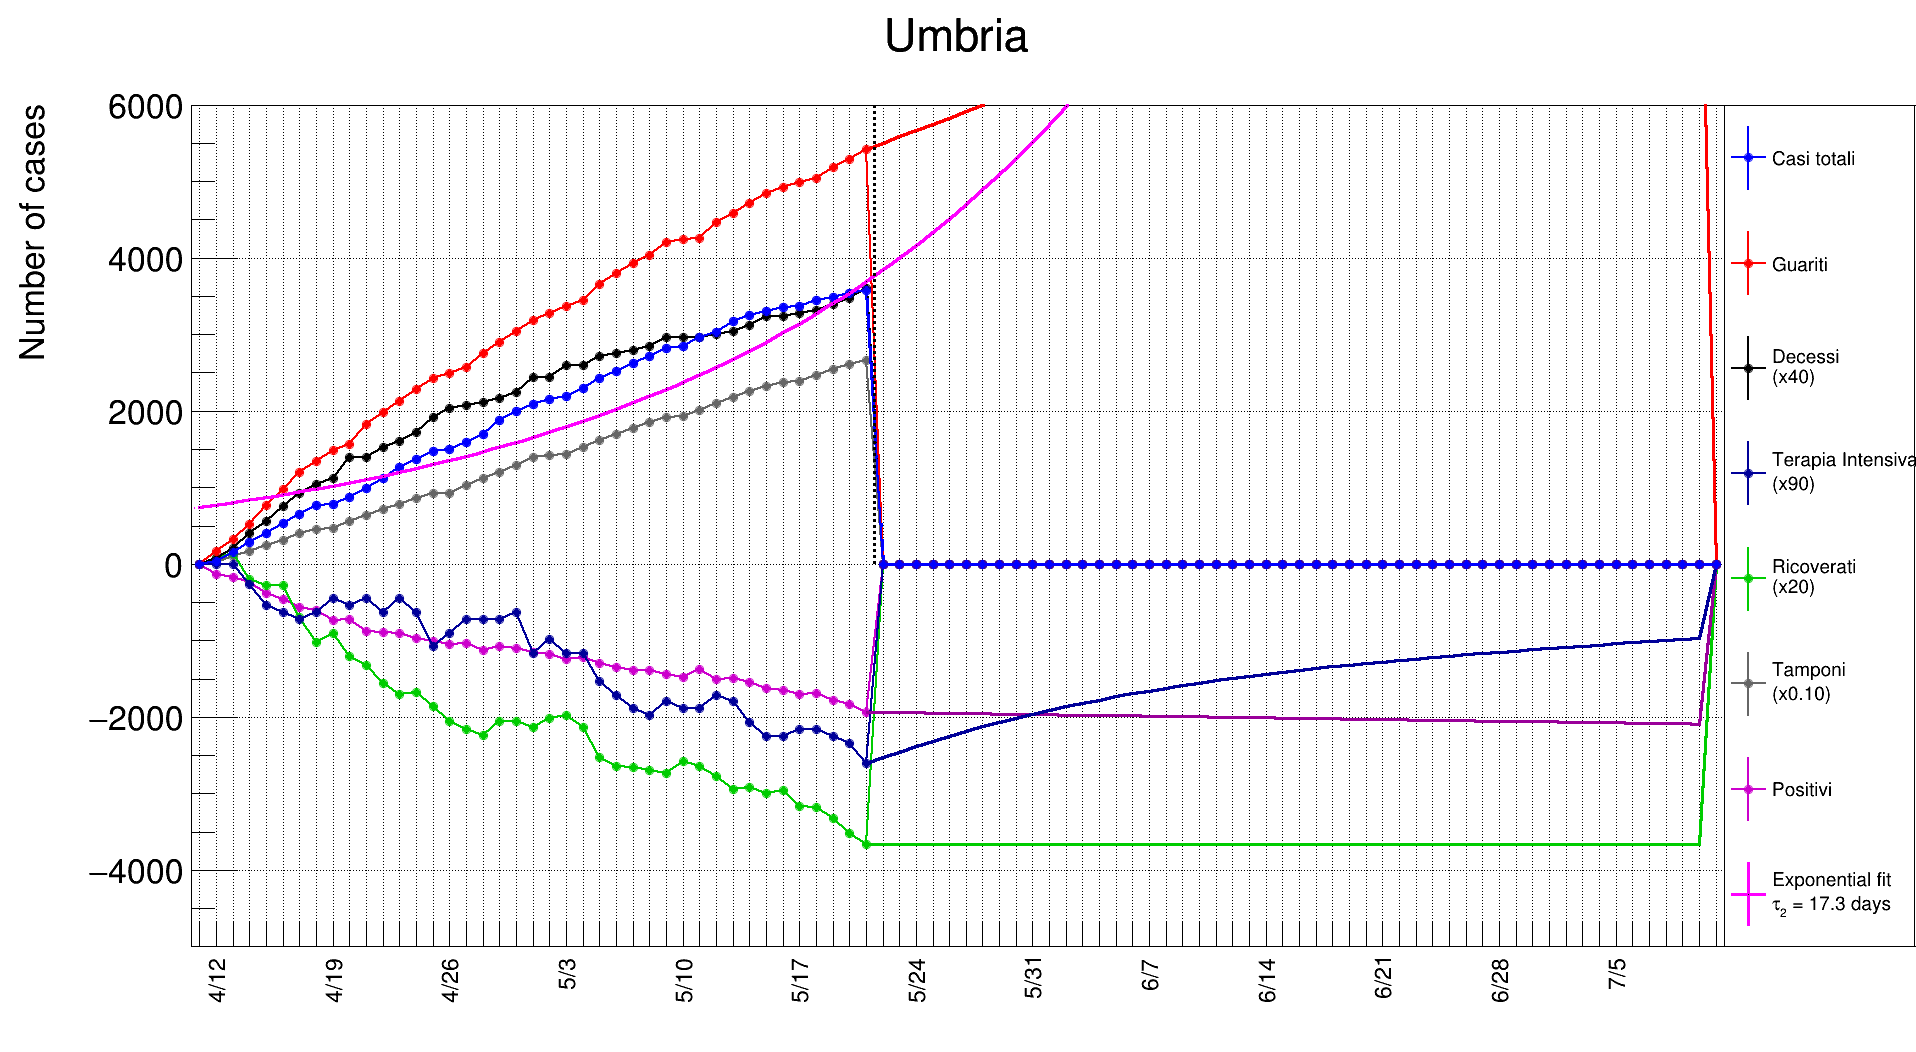 Umbria
Number of cases
6000
4000
2000
0
−2000
−4000
4/12
4/19
4/26
5/3
5/10
5/17
5/24
5/31
6/7
6/14
6/21
6/28
7/5
Casi totali
Guariti
Decessi
(x40)
Terapia Intensiva
(x90)
Ricoverati
(x20)
Tamponi
(x0.10)
Positivi
Exponential fit
τ2 = 17.3 days